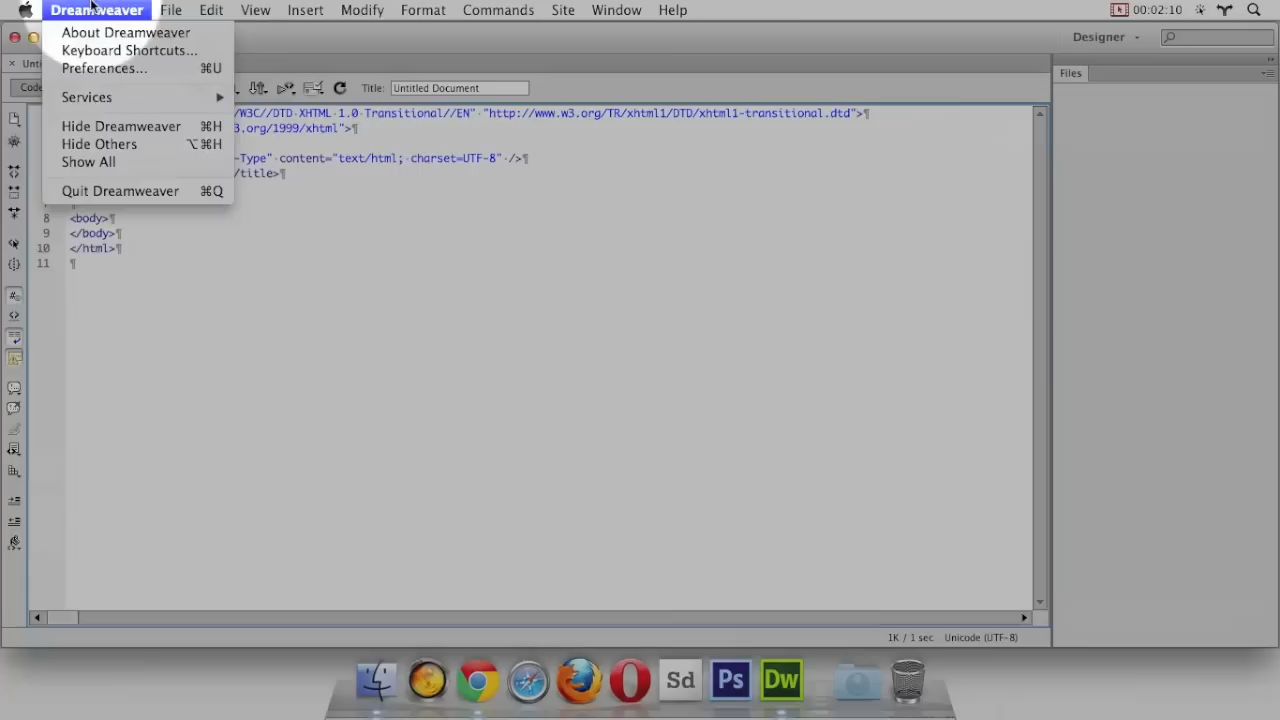 Dreamweaver File Edit View Insert Modify Format Commands Site Window Help 00:02:10
About Dreamweaver
Keyboard Shortcuts...
Preferences... ⌘U
Services
Hide Dreamweaver ⌘H
Hide Others ⌥⌘H
Show All
Quit Dreamweaver ⌘Q
Designer
Unti
Files
Code
Title: Untitled Document
/W3C//DTD XHTML 1.0 Transitional//EN" "http://www.w3.org/TR/xhtml1/DTD/xhtml1-transitional.dtd">¶
3.org/1999/xhtml">¶
-Type" content="text/html; charset=UTF-8" />¶
/title>¶
8 <body>¶
9 </body>¶
10 </html>¶
11 ¶
1K / 1 sec Unicode (UTF-8)
Sd Ps Dw